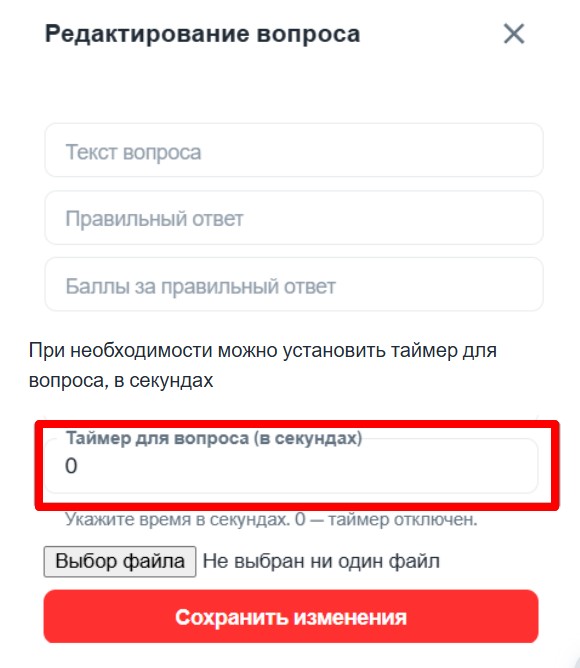 Редактирование вопроса
Текст вопроса
Правильный ответ
Баллы за правильный ответ
При необходимости можно установить таймер для
вопроса, в секундах
Таймер для вопроса (в секундах)
0
Укажите время в секундах. 0 — таймер отключен.
Выбор файла Не выбран ни один файл
Сохранить изменения